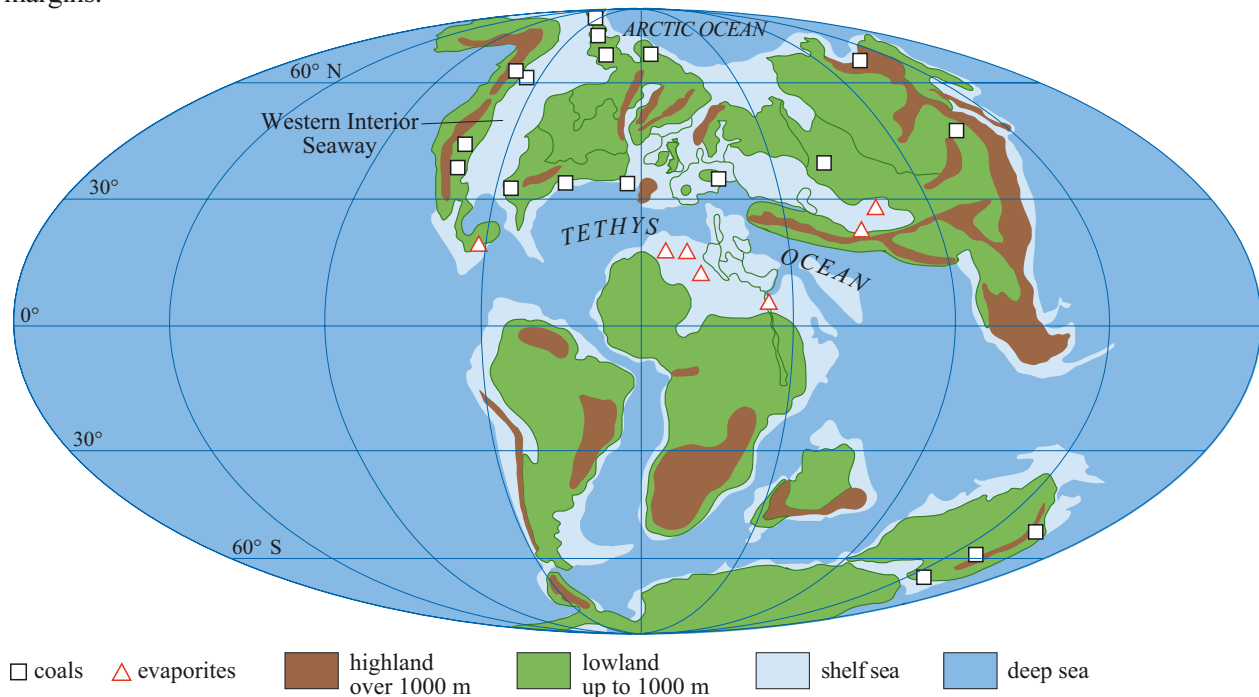 margins.
ARCTIC OCEAN
60° N
Western Interior
Seaway
30°
TETHYS
OCEAN
0°
30°
60° S
coals
evaporites
highland
over 1000 m
lowland
up to 1000 m
shelf sea
deep sea